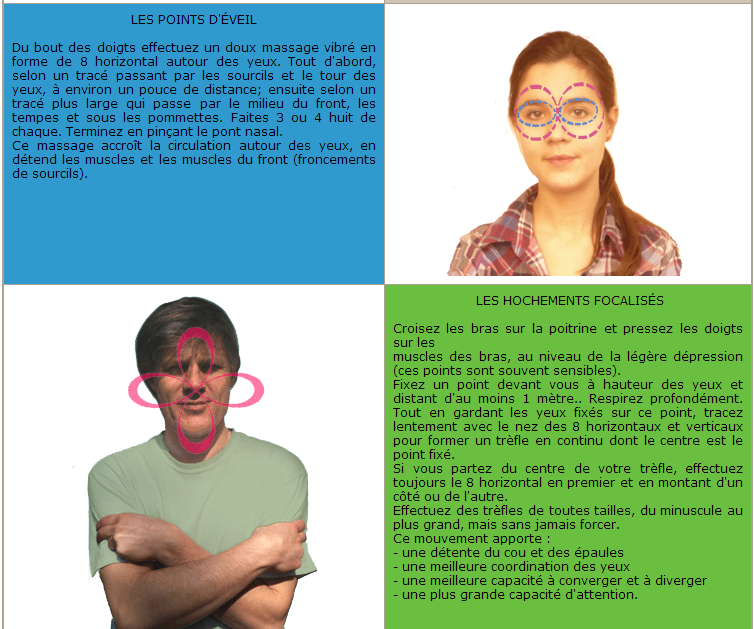 LES POINTS D'ÉVEIL
Du bout des doigts effectuez un doux massage vibré en
forme de 8 horizontal autour des yeux. Tout d'abord,
selon un tracé passant par les sourcils et le tour des
yeux, à environ un pouce de distance; ensuite selon un
tracé plus large qui passe par le milieu du front, les
tempes et sous les pommettes. Faites 3 ou 4 huit de
chaque. Terminez en pinçant le pont nasal.
Ce massage accroît la circulation autour des yeux, en
détend les muscles et les muscles du front (froncements
de sourcils).
LES HOCHEMENTS FOCALISÉS
Croisez les bras sur la poitrine et pressez les doigts
sur les
muscles des bras, au niveau de la légère dépression
(ces points sont souvent sensibles).
Fixez un point devant vous à hauteur des yeux et
distant d'au moins 1 mètre.. Respirez profondément.
Tout en gardant les yeux fixés sur ce point, tracez
lentement avec le nez des 8 horizontaux et verticaux
pour former un trèfle en continu dont le centre est le
point fixé.
Si vous partez du centre de votre trèfle, effectuez
toujours le 8 horizontal en premier et en montant d'un
côté ou de l'autre.
Effectuez des trèfles de toutes tailles, du minuscule au
plus grand, mais sans jamais forcer.
Ce mouvement apporte :
- une détente du cou et des épaules
- une meilleure coordination des yeux
- une meilleure capacité à converger et à diverger
- une plus grande capacité d'attention.